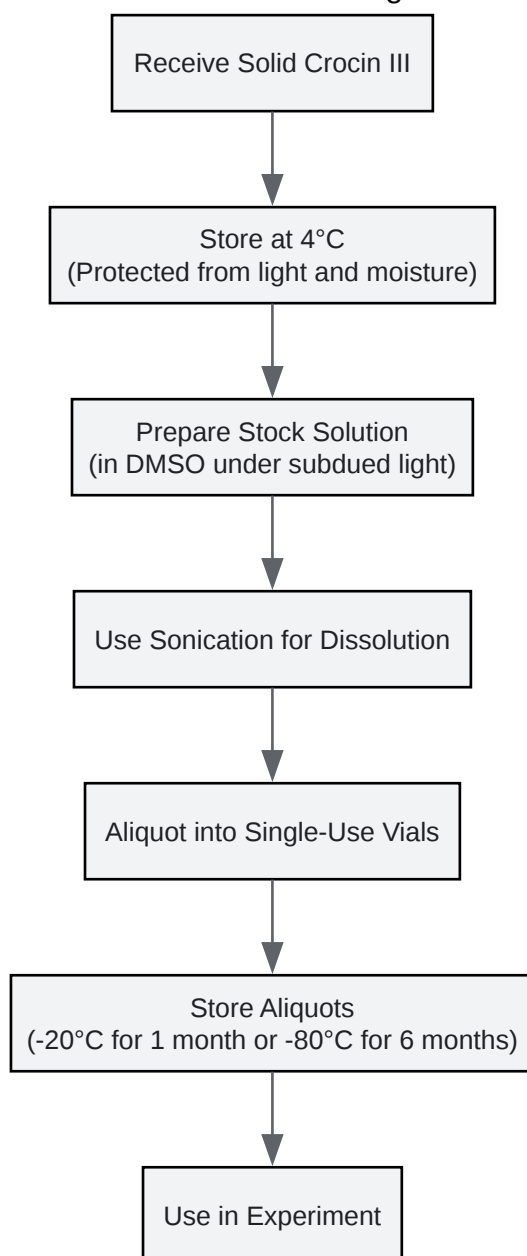 Receive Solid Crocin III
Store at 4°C
(Protected from light and moisture)
Prepare Stock Solution
(in DMSO under subdued light)
Use Sonication for Dissolution
Aliquot into Single-Use Vials
Store Aliquots
(-20°C for 1 month or -80°C for 6 months)
Use in Experiment